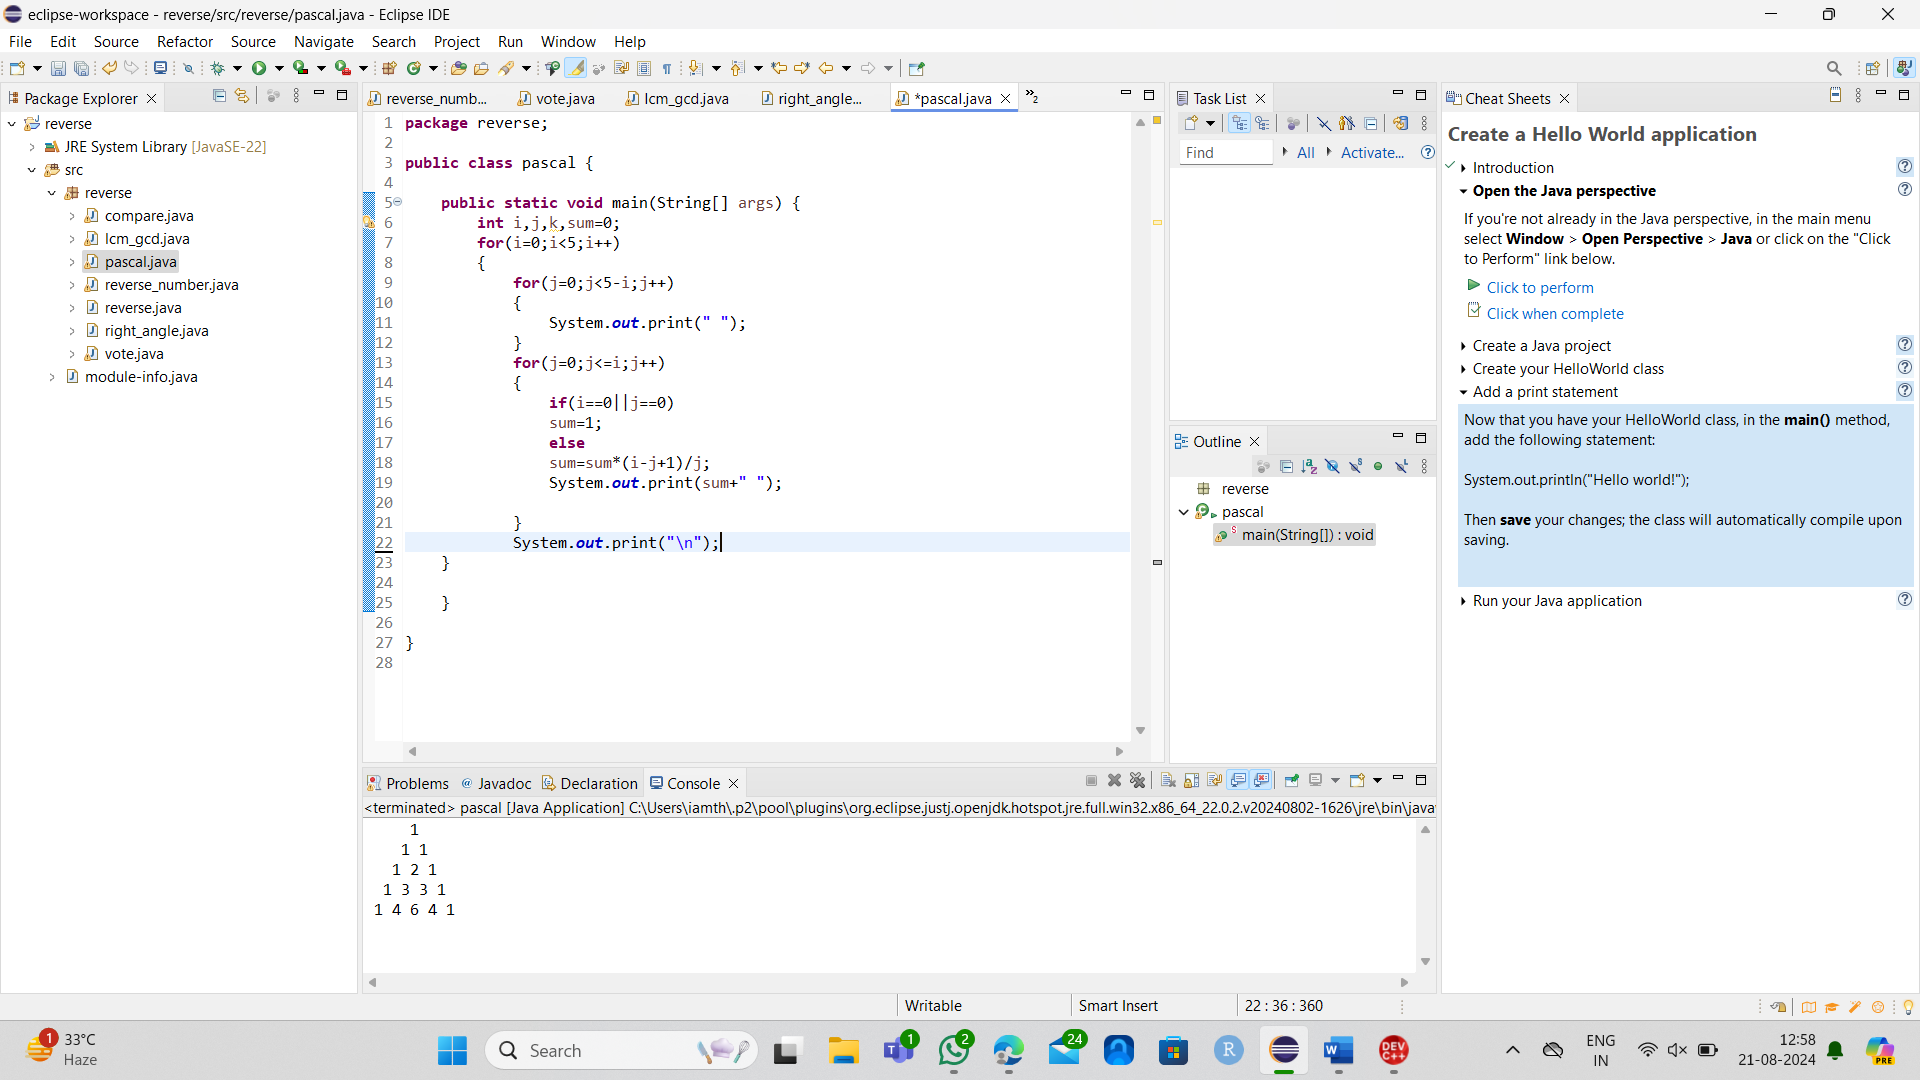 eclipse-workspace - reverse/src/reverse/pascal.java - Eclipse IDE
File Edit Source Refactor Source Navigate Search Project Run Window Help
Package Explorer
reverse
JRE System Library [JavaSE-22]
src
reverse
compare.java
lcm_gcd.java
pascal.java
reverse_number.java
reverse.java
right_angle.java
vote.java
module-info.java
reverse_numb... vote.java lcm_gcd.java right_angle... *pascal.java »2
1 package reverse;
2
3 public class pascal {
4
5 public static void main(String[] args) {
6 int i,j,k,sum=0;
7 for(i=0;i<5;i++)
8 {
9 for(j=0;j<5-i;j++)
10 {
11 System.out.print(" ");
12 }
13 for(j=0;j<=i;j++)
14 {
15 if(i==0||j==0)
16 sum=1;
17 else
18 sum=sum*(i-j+1)/j;
19 System.out.print(sum+" ");
20
21 }
22 System.out.print("\n");
23 }
24
25 }
26
27 }
28
Task List
Find All Activate...
Outline
reverse
pascal
main(String[]) : void
Cheat Sheets
Create a Hello World application
Introduction
Open the Java perspective
If you're not already in the Java perspective, in the main menu
select Window > Open Perspective > Java or click on the "Click
to Perform" link below.
Click to perform
Click when complete
Create a Java project
Create your HelloWorld class
Add a print statement
Now that you have your HelloWorld class, in the main() method,
add the following statement:
System.out.println("Hello world!");
Then save your changes; the class will automatically compile upon
saving.
Run your Java application
Problems Javadoc Declaration Console
<terminated> pascal [Java Application] C:\Users\iamth\.p2\pool\plugins\org.eclipse.justj.openjdk.hotspot.jre.full.win32.x86_64_22.0.2.v20240802-1626\jre\bin\java
1
1 1
1 2 1
1 3 3 1
1 4 6 4 1
Writable Smart Insert 22 : 36 : 360
1
33°C
Haze
Search
1
2
24
R
W
DEV
C++
ENG
IN
12:58
21-08-2024
PRE